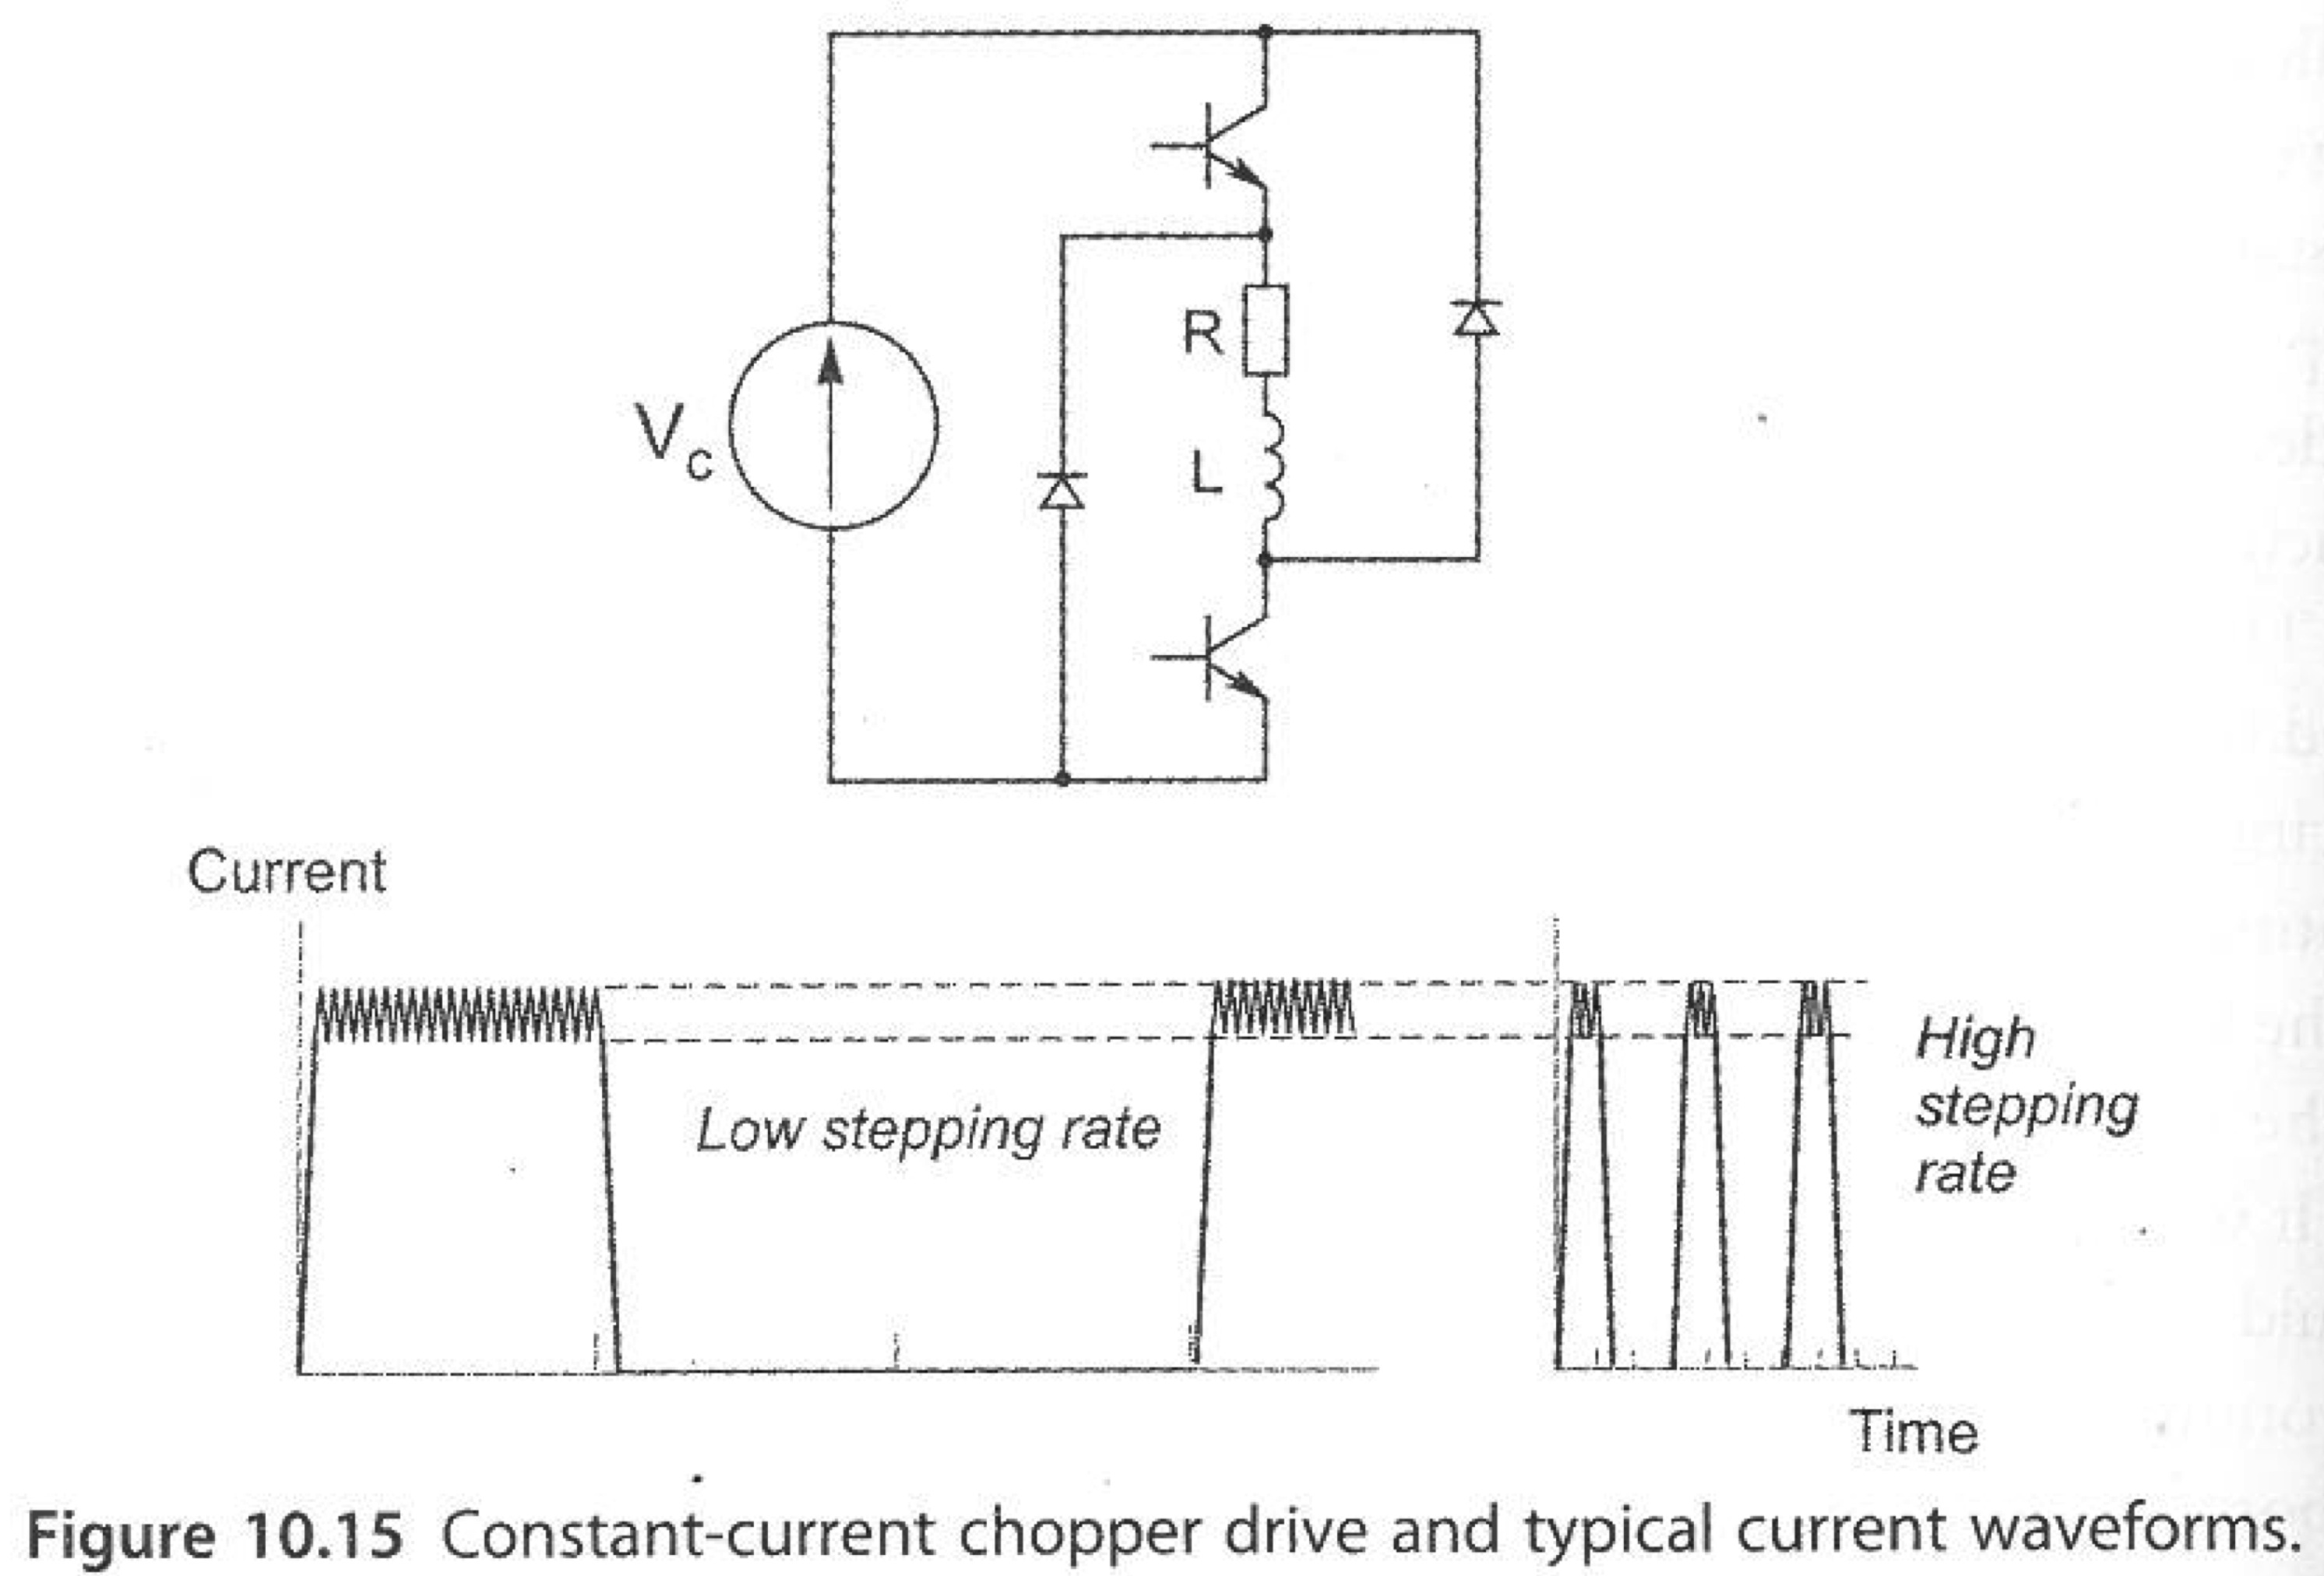 R
V c
L
Current
Low stepping rate
High
stepping
rate
Time
Figure 10.15 Constant-current chopper drive and typical current waveforms.